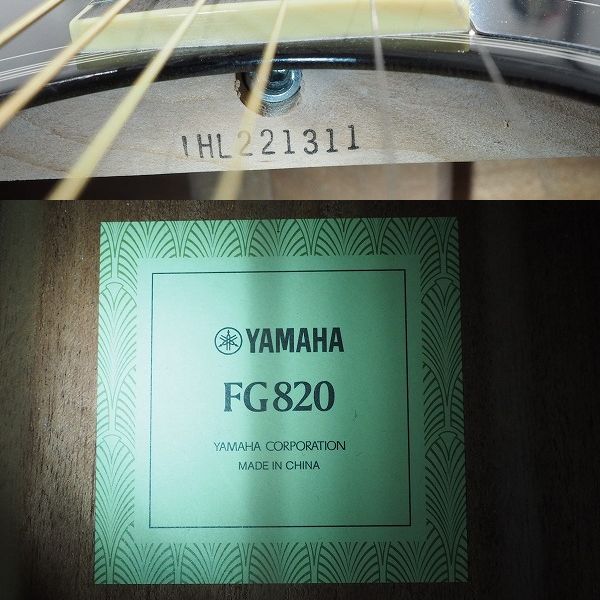 IHL221311
YAMAHA
FG820
YAMAHA CORPORATION
MADE IN CHINA